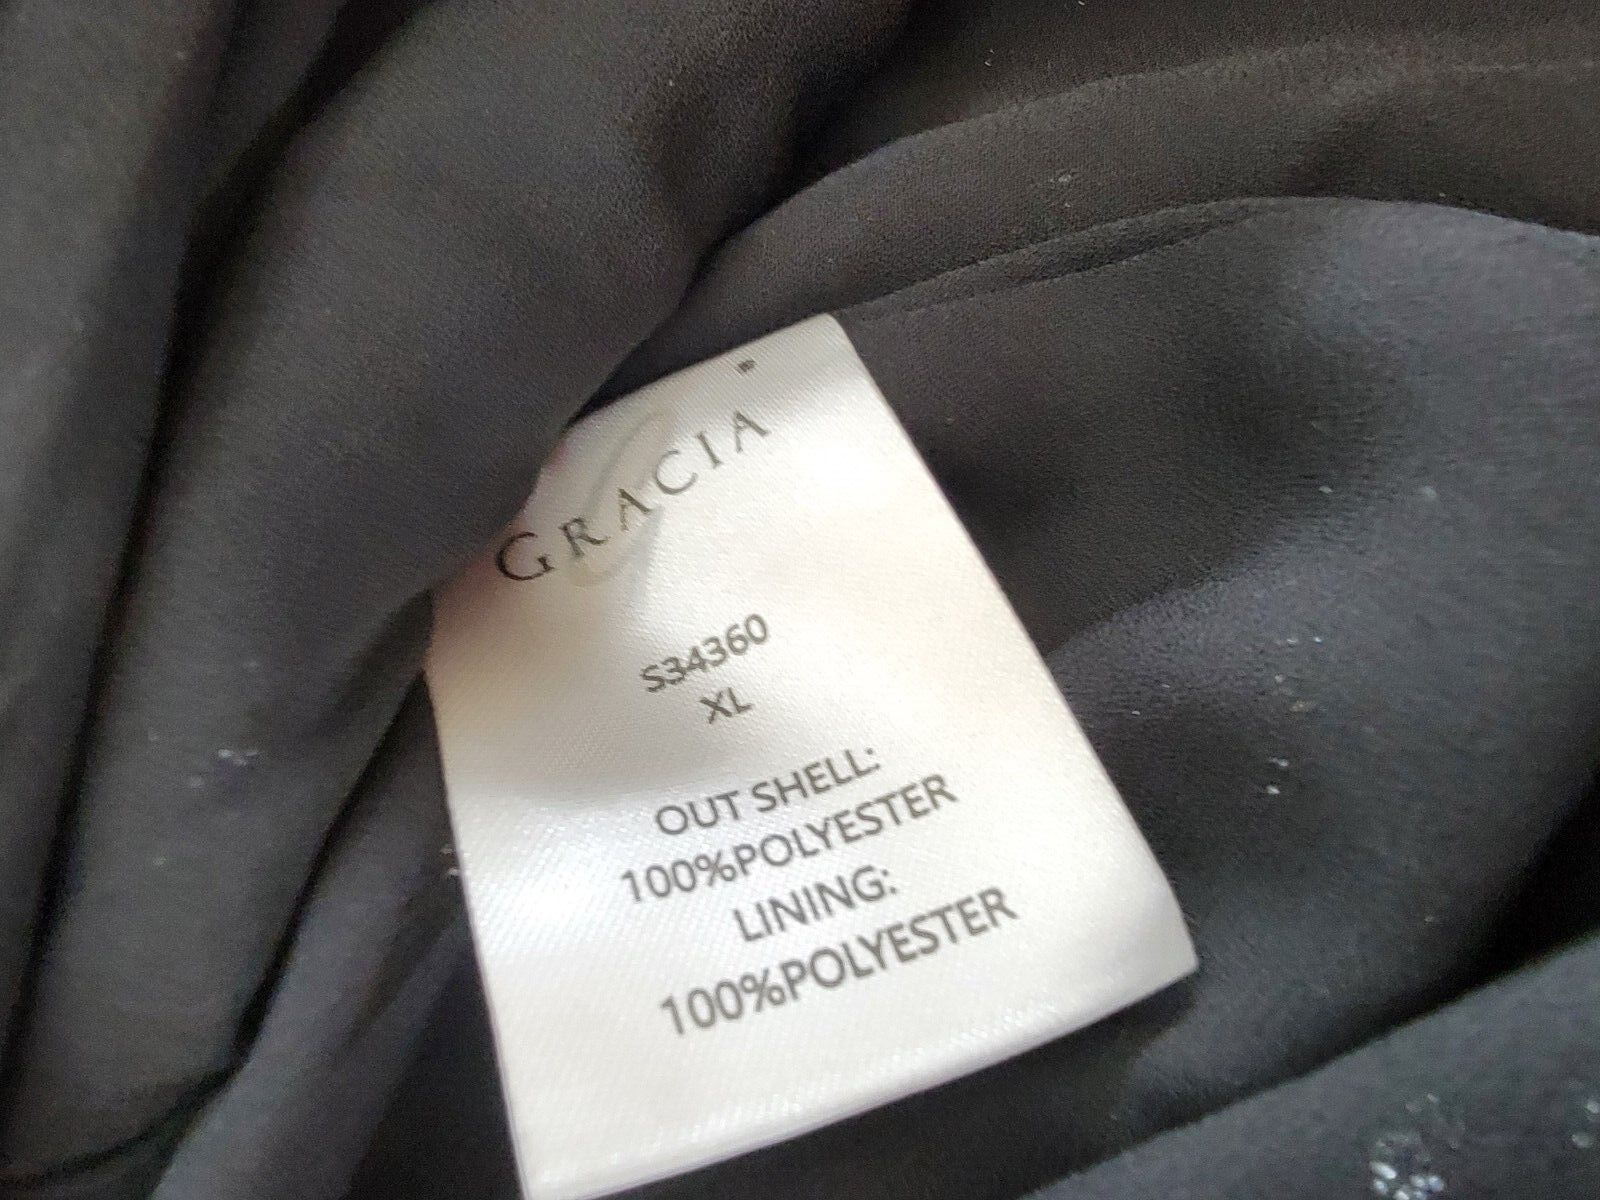 GRACIA
S34360
XL
OUT SHELL:
100%POLYESTER
LINING:
100%POLYESTER